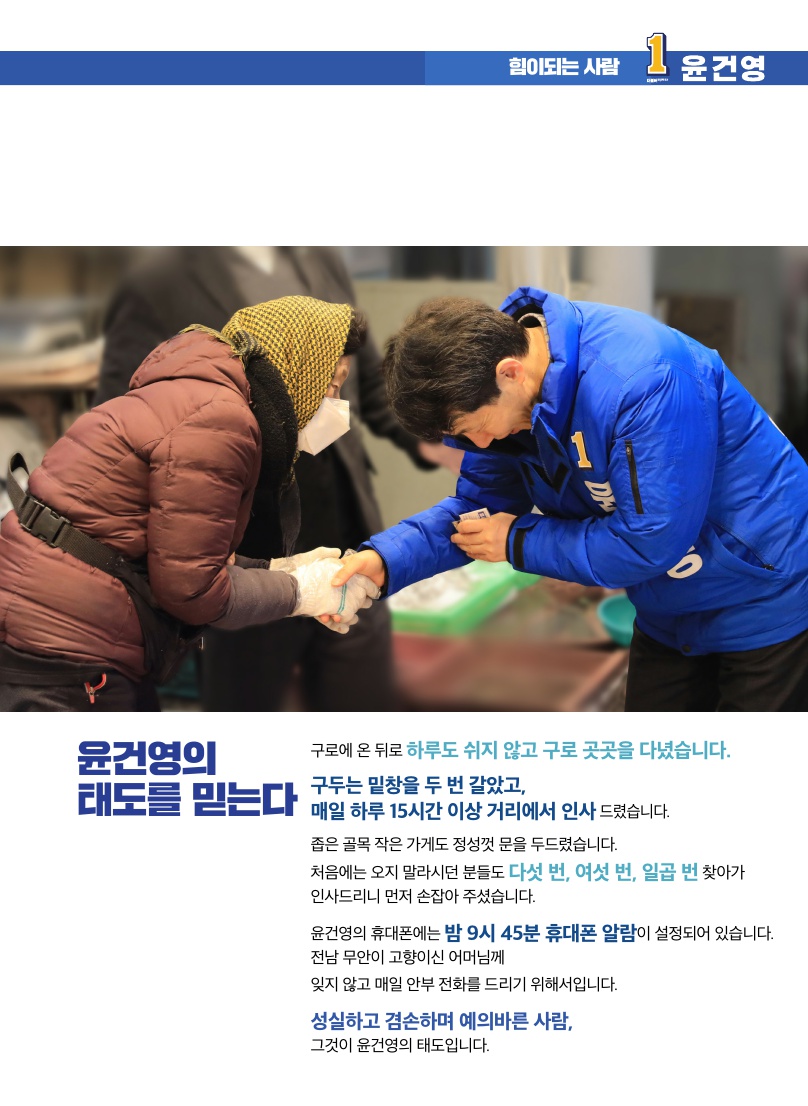 힘이되는 사람
1
윤건영
1
윤건영의
태도를 믿는다
구로에 온 뒤로 하루도 쉬지 않고 구로 곳곳을 다녔습니다.
구두는 밑창을 두 번 갈았고,
매일 하루 15시간 이상 거리에서 인사 드렸습니다.
좁은 골목 작은 가게도 정성껏 문을 두드렸습니다.
처음에는 오지 말라시던 분들도 다섯 번, 여섯 번, 일곱 번 찾아가
인사드리니 먼저 손잡아 주셨습니다.
윤건영의 휴대폰에는 밤 9시 45분 휴대폰 알람이 설정되어 있습니다.
전남 무안이 고향이신 어머님께
잊지 않고 매일 안부 전화를 드리기 위해서입니다.
성실하고 겸손하며 예의바른 사람,
그것이 윤건영의 태도입니다.